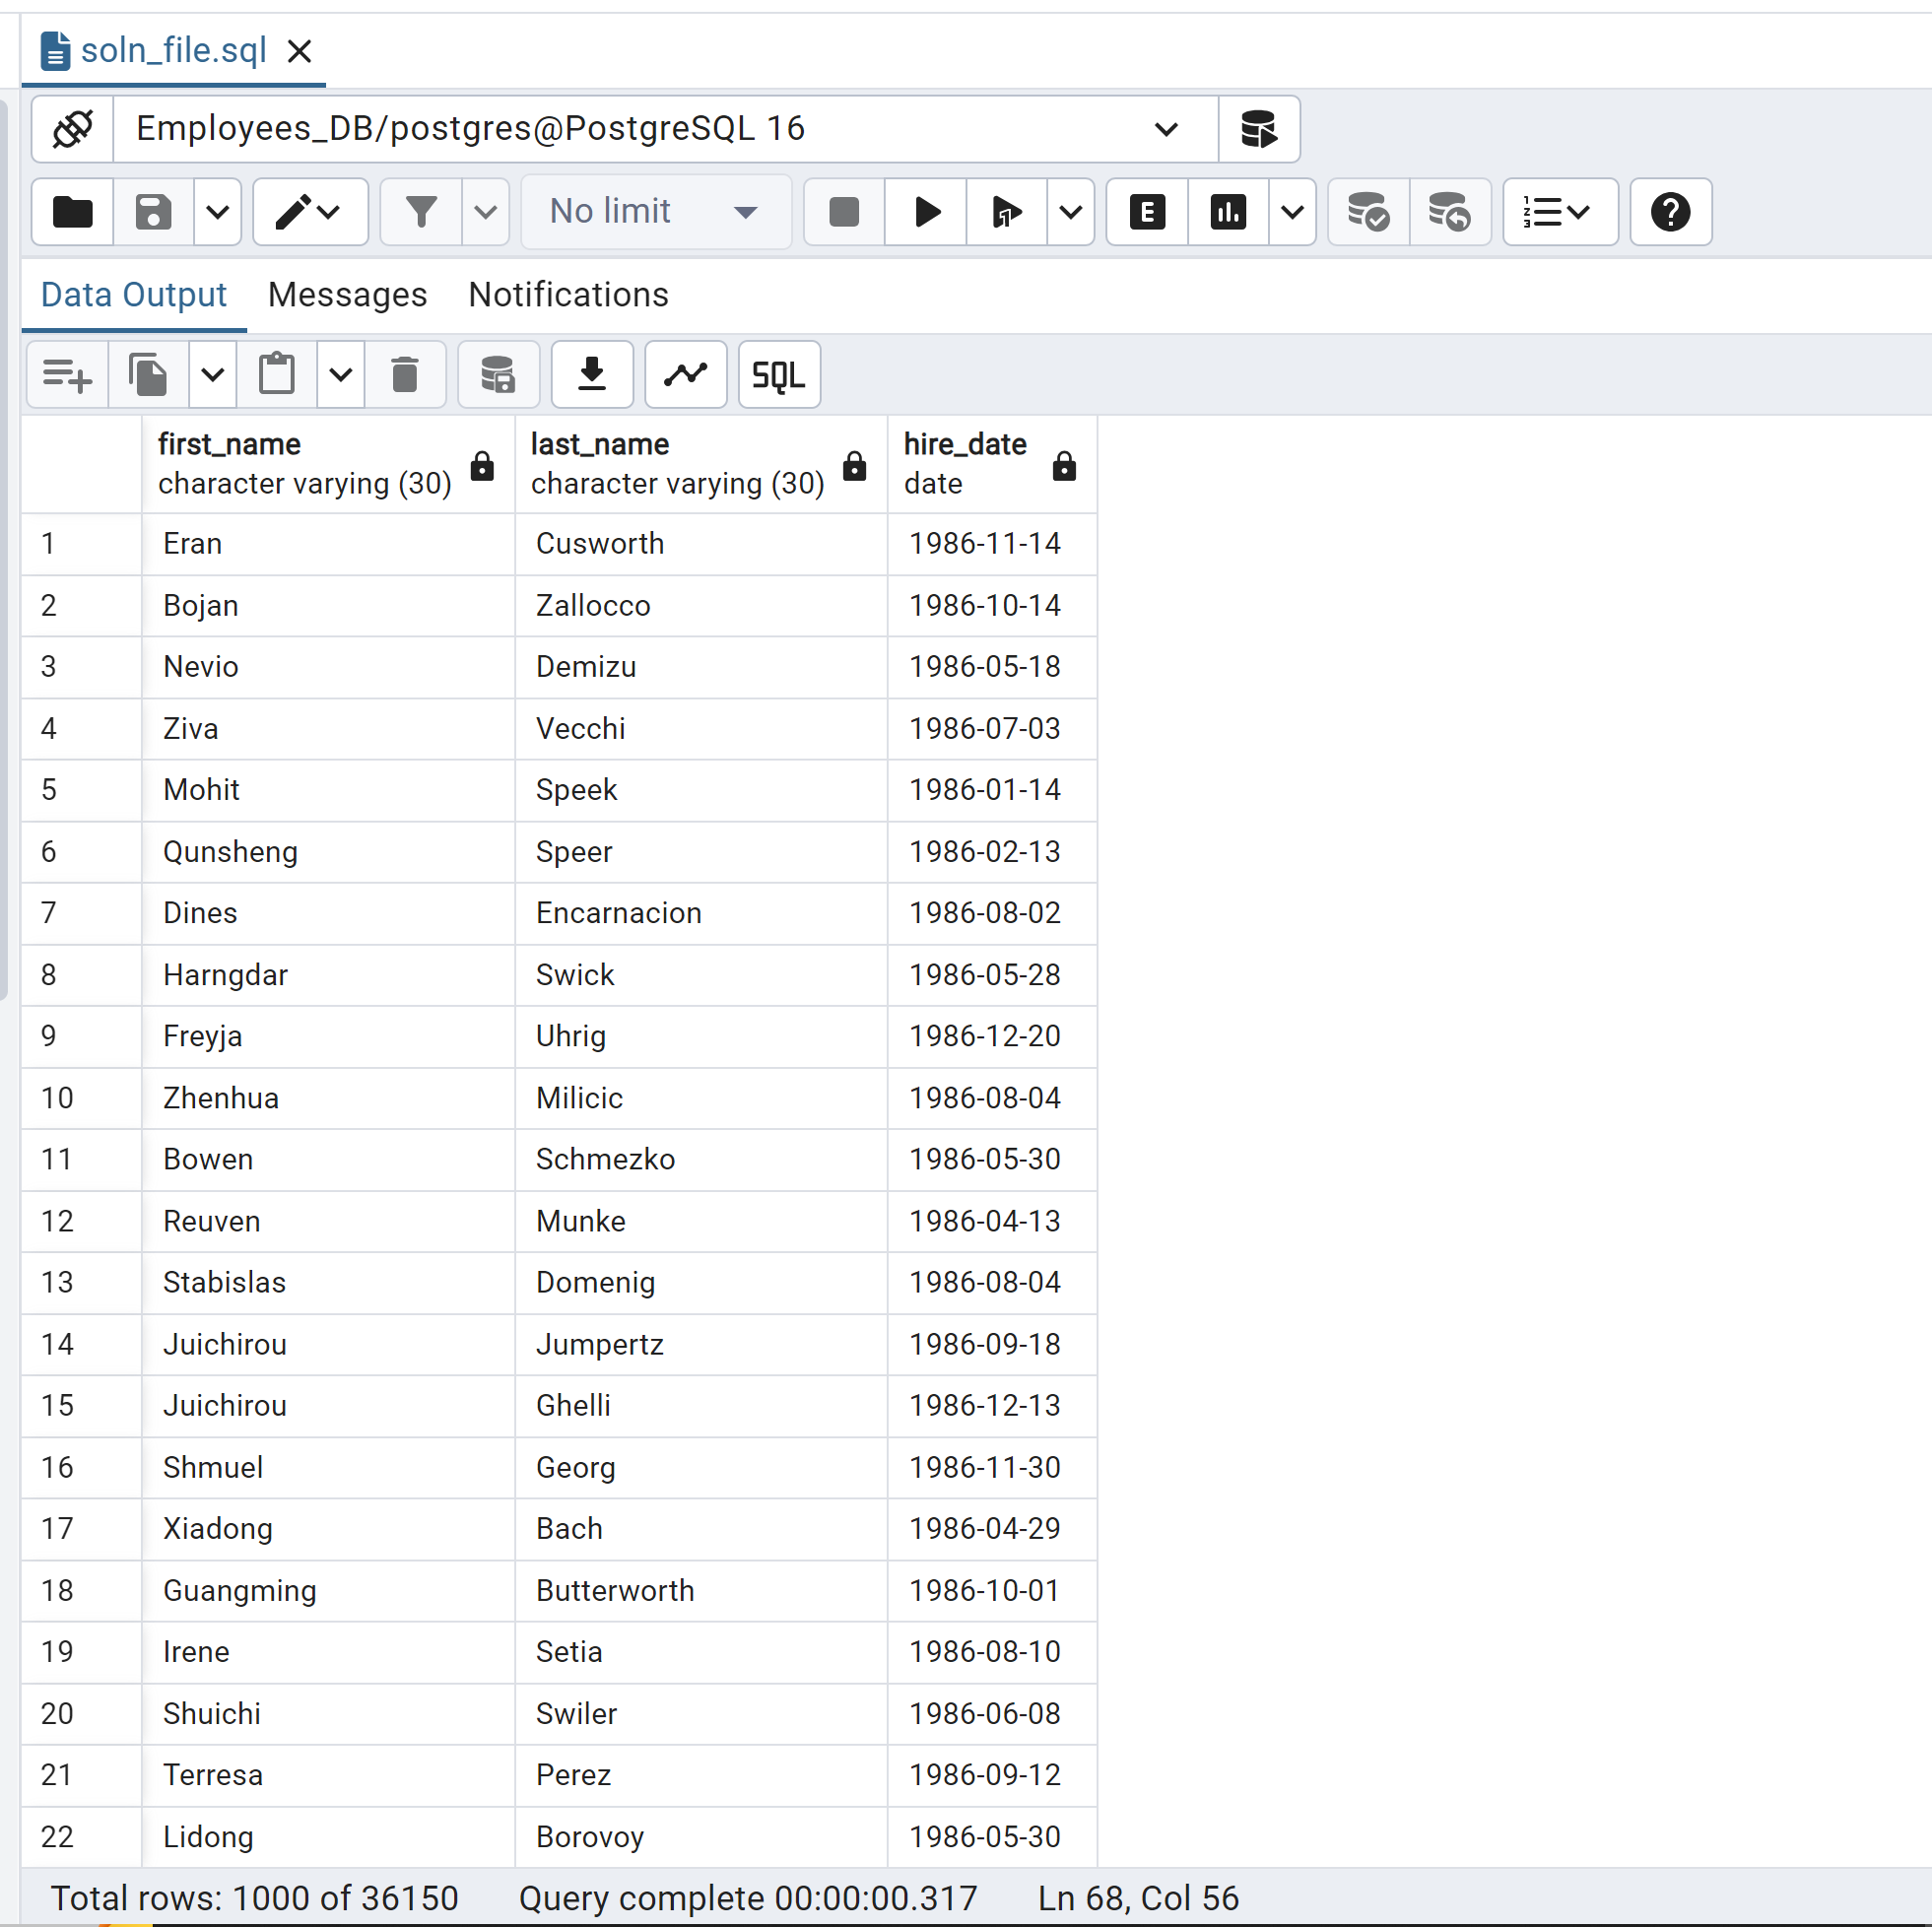 soln_file.sql
Employees_DB/postgres@PostgreSQL 16
No limit
E
Data Output Messages Notifications
SQL
first_name last_name hire_date
character varying (30) character varying (30) date
1 Eran Cusworth 1986-11-14
2 Bojan Zallocco 1986-10-14
3 Nevio Demizu 1986-05-18
4 Ziva Vecchi 1986-07-03
5 Mohit Speek 1986-01-14
6 Qunsheng Speer 1986-02-13
7 Dines Encarnacion 1986-08-02
8 Harngdar Swick 1986-05-28
9 Freyja Uhrig 1986-12-20
10 Zhenhua Milicic 1986-08-04
11 Bowen Schmezko 1986-05-30
12 Reuven Munke 1986-04-13
13 Stabislas Domenig 1986-08-04
14 Juichirou Jumpertz 1986-09-18
15 Juichirou Ghelli 1986-12-13
16 Shmuel Georg 1986-11-30
17 Xiadong Bach 1986-04-29
18 Guangming Butterworth 1986-10-01
19 Irene Setia 1986-08-10
20 Shuichi Swiler 1986-06-08
21 Terresa Perez 1986-09-12
22 Lidong Borovoy 1986-05-30
Total rows: 1000 of 36150 Query complete 00:00:00.317 Ln 68, Col 56